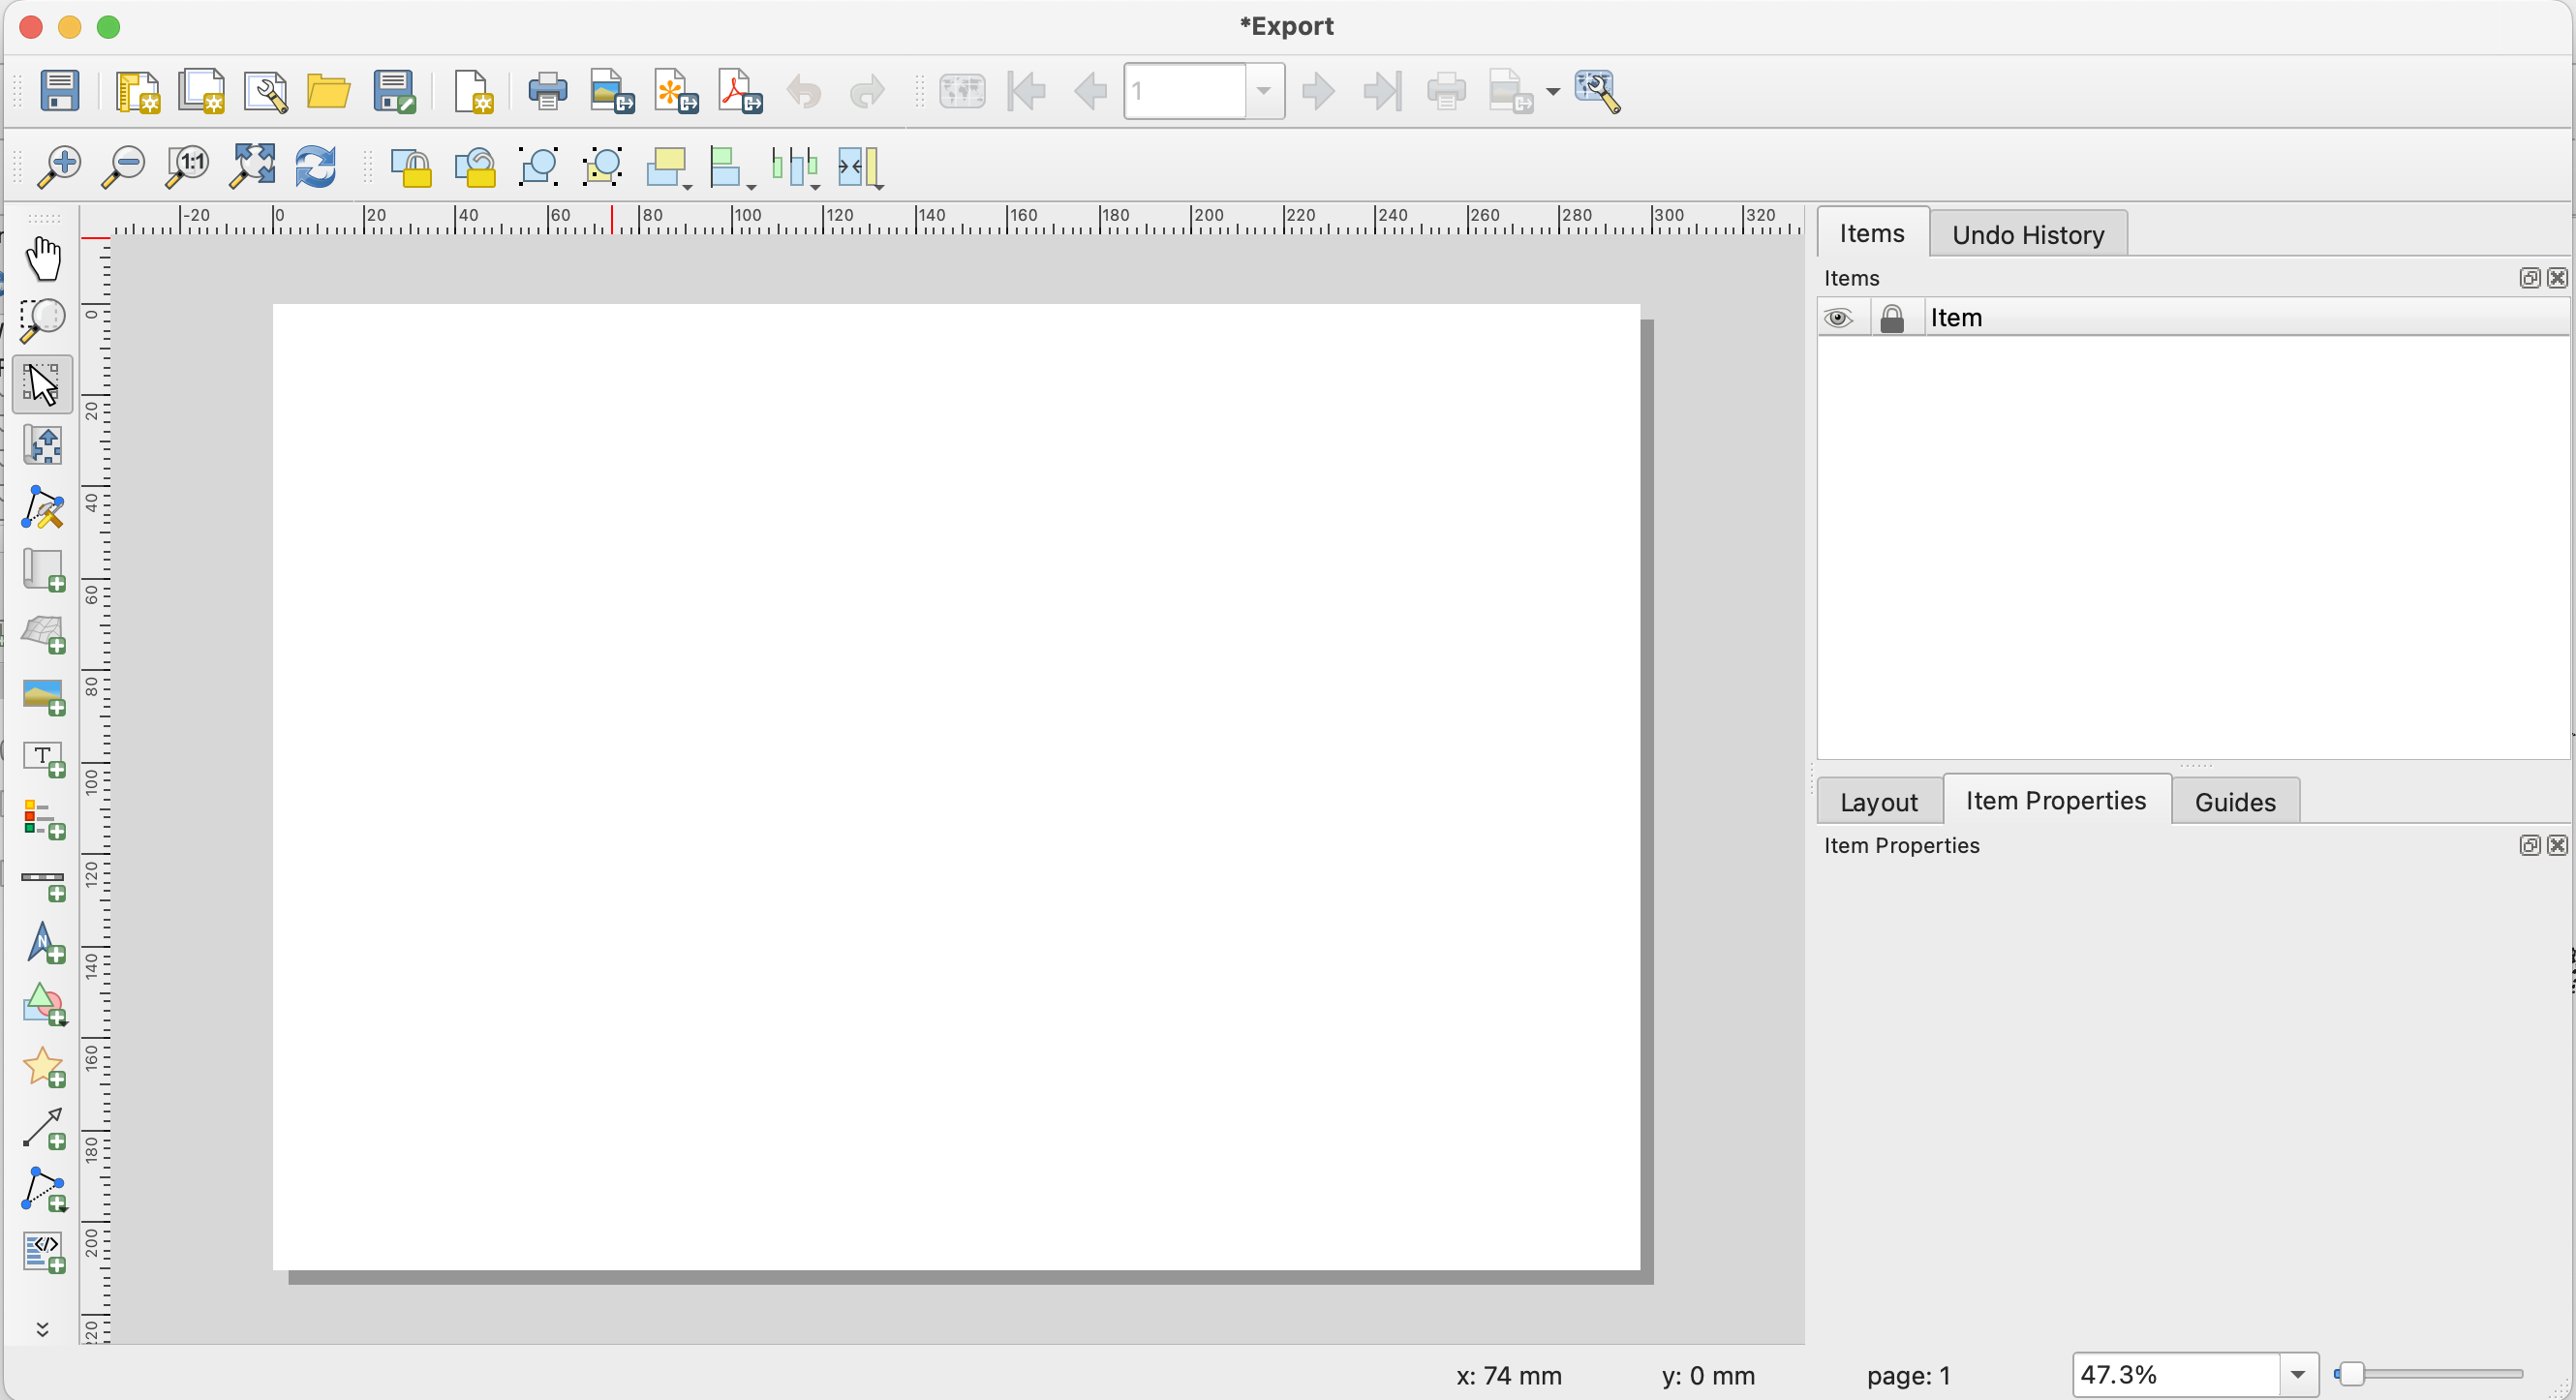 *Export
1
1:1
-20 0 20 40 60 80 100 120 140 160 180 200 220 240 260 280 300 320
Items
Undo History
Items
Item
0
20
40
60
80
100
120
140
160
180
200
220
T
N
</>
Layout
Item Properties
Guides
Item Properties
x: 74 mm
y: 0 mm
page: 1
47.3%